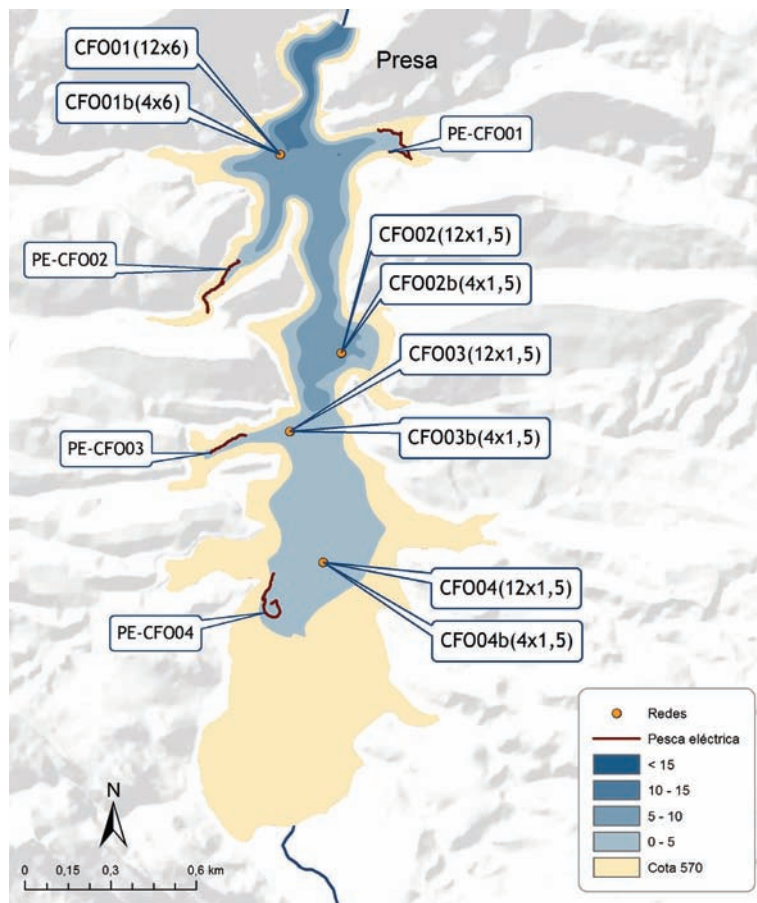 CFO01(12x6)
Presa
CFO01b(4x6)
PE-CFO01
CFO02(12x1,5)
PE-CFO02
CFO02b(4x1,5)
CFO03(12x1,5)
CFO03b(4x1,5)
PE-CFO03
CFO04(12x1,5)
PE-CFO04
CFO04b(4x1,5)
Redes
Pesca eléctrica
< 15
10 - 15
5 - 10
0 - 5
Cota 570
N
0 0,15 0,3 0,6 km